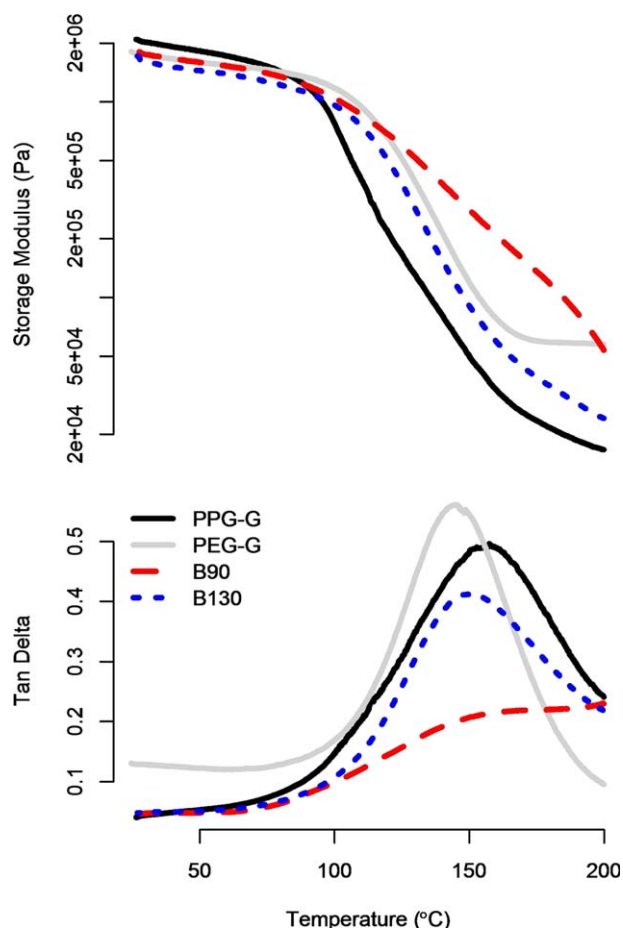 Storage Modulus (Pa)
2e+06
5e+05
2e+05
5e+04
2e+04
Tan Delta
0.5
0.4
0.3
0.2
0.1
PPG-G
PEG-G
B90
B130
50 100 150 200
Temperature (°C)